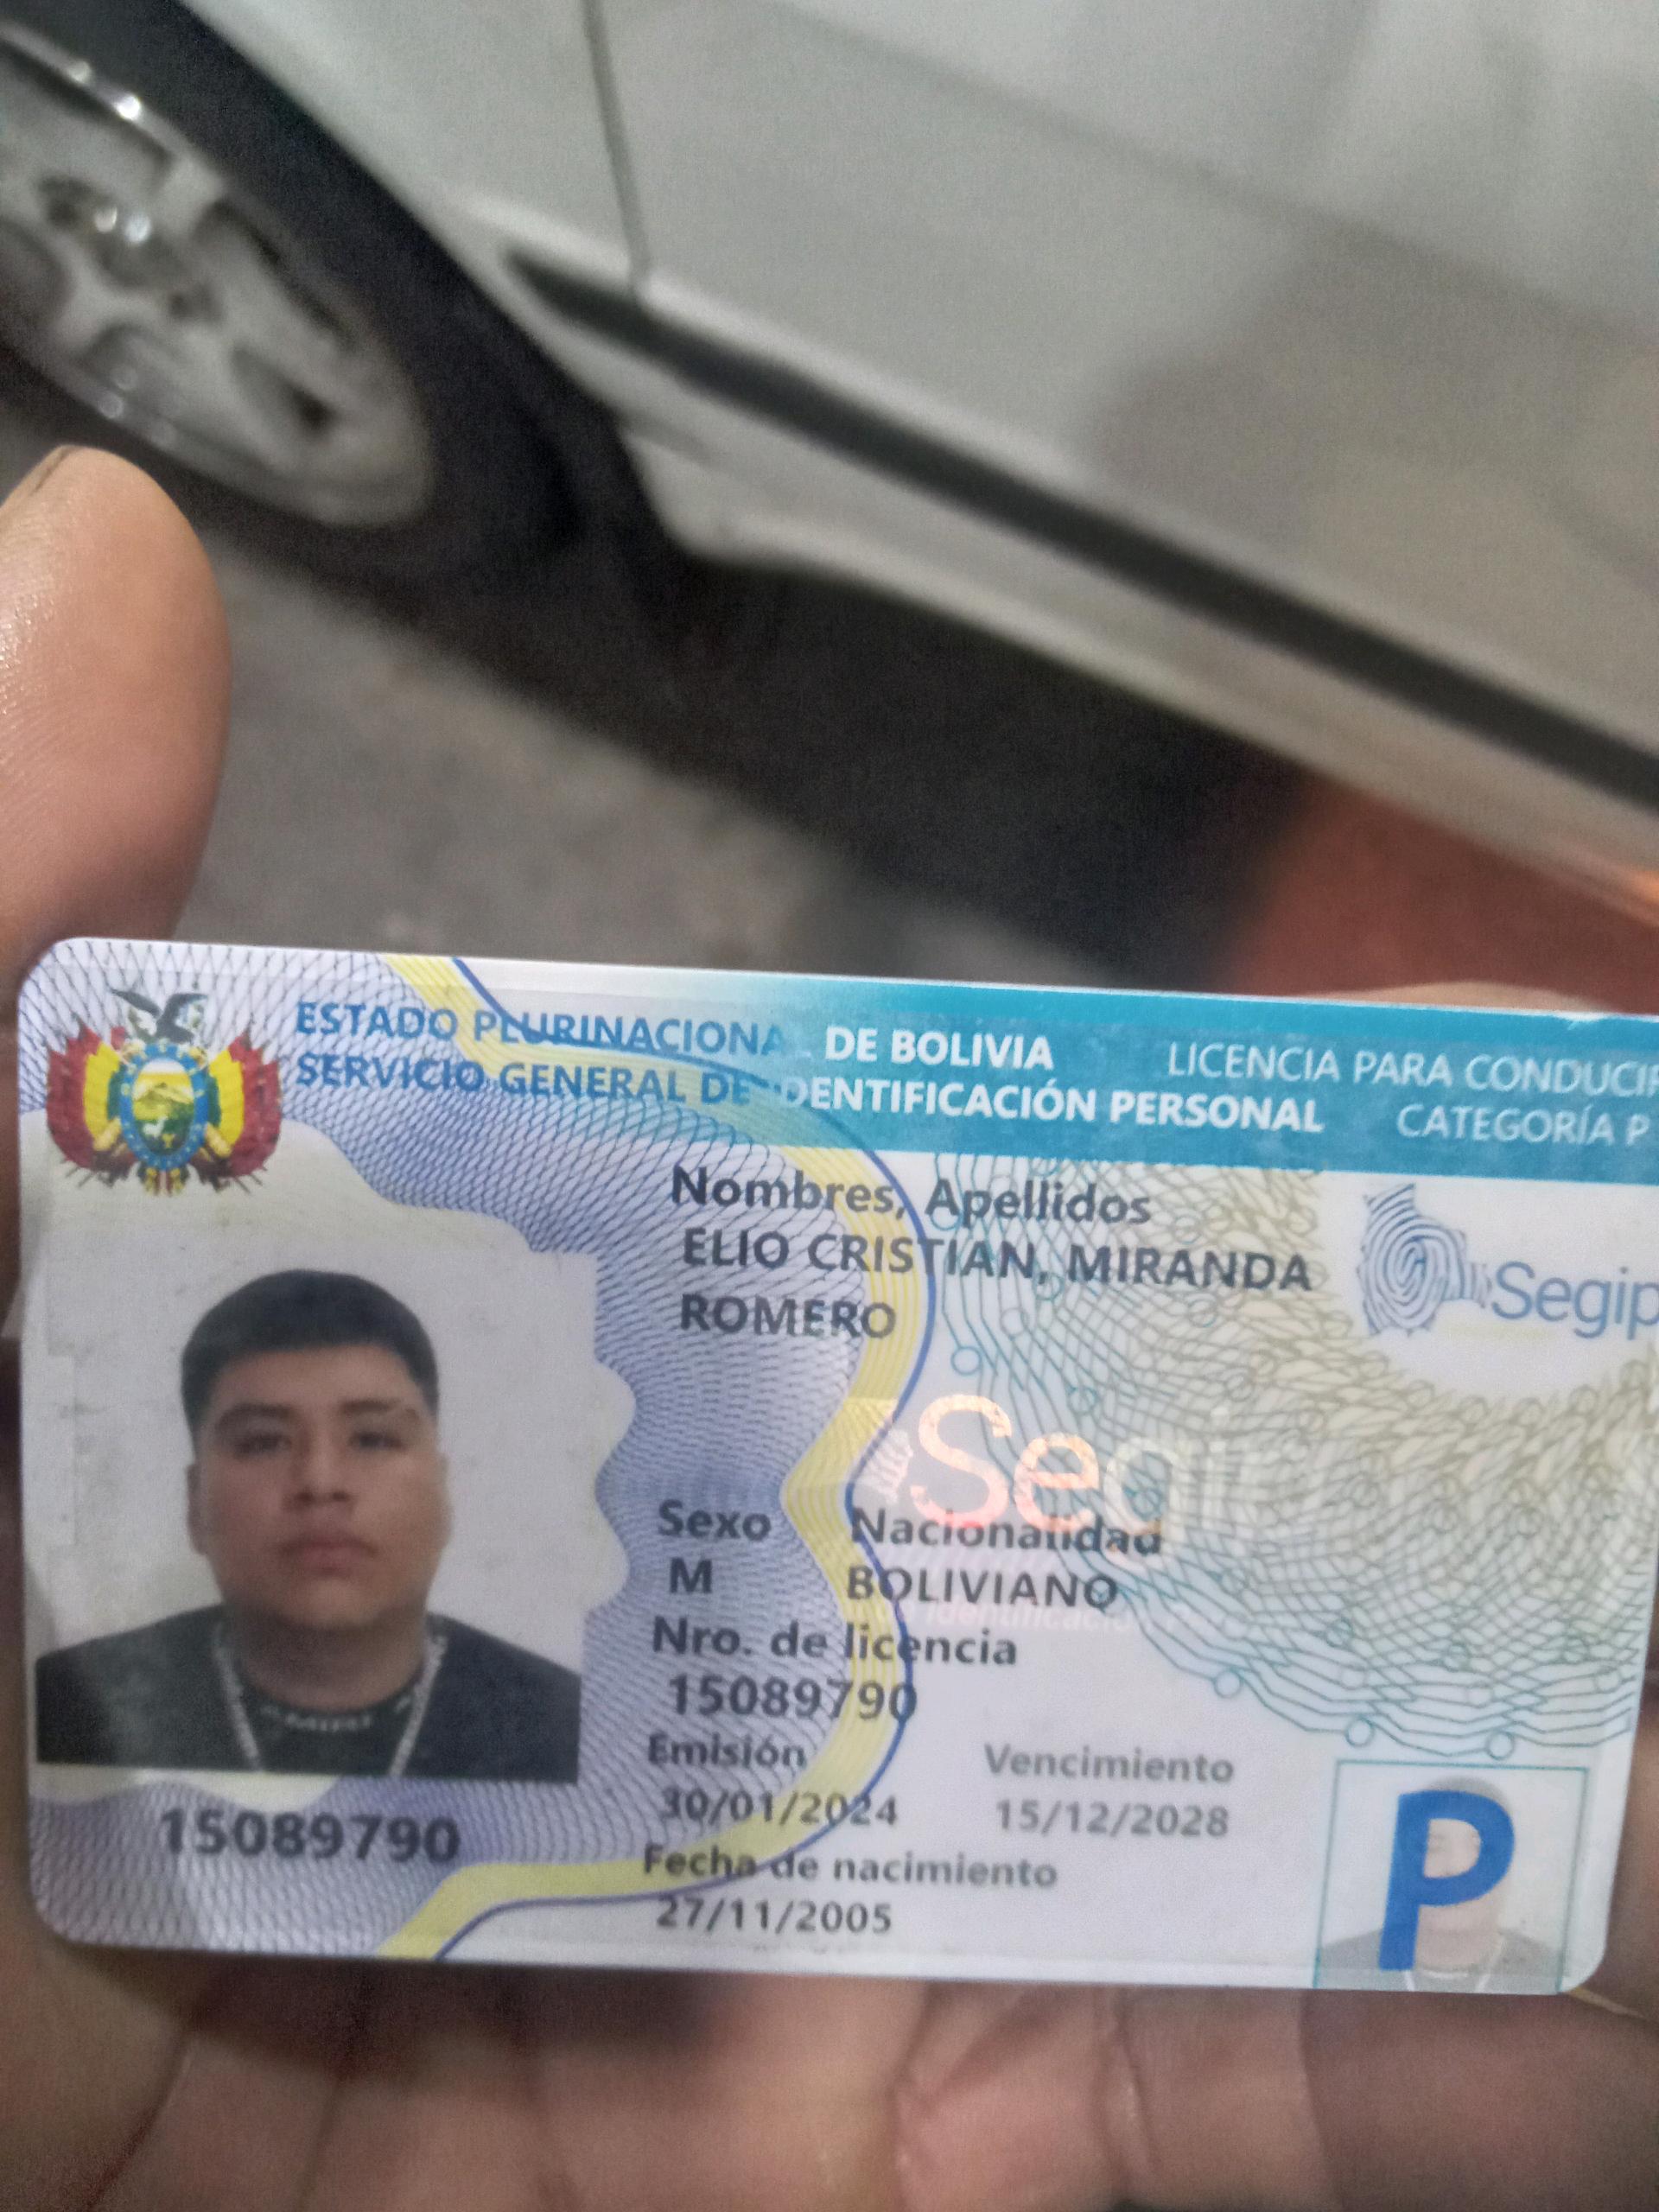 ESTADO PLURINACIONAL DE BOLIVIA
SERVICIO GENERAL DE IDENTIFICACIÓN PERSONAL
LICENCIA PARA CONDUCIR
CATEGORÍA P
Nombres, Apellidos
ELIO CRISTIAN, MIRANDA
ROMERO
Segip
Segip
Sexo Nacionalidad
M BOLIVIANO
Nro. de licencia
15089790
Emisión Vencimiento
30/01/2024 15/12/2028
Fecha de nacimiento
27/11/2005
15089790
AMIRI
P